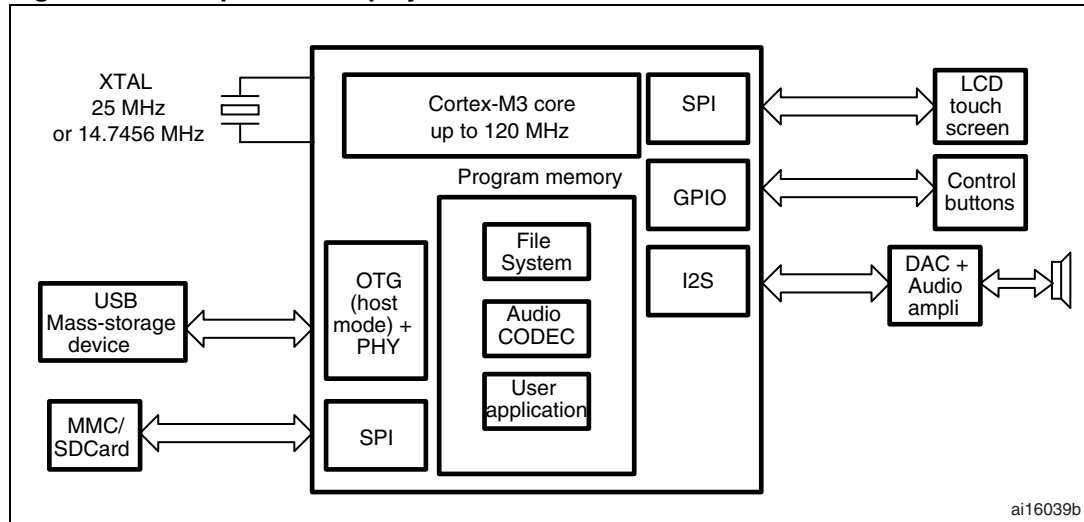 XTAL
25 MHz
or 14.7456 MHz
Cortex-M3 core
up to 120 MHz
SPI
LCD
touch
screen
Program memory
GPIO
Control
buttons
File
System
OTG
(host
mode) +
PHY
I2S
DAC +
Audio
ampli
USB
Mass-storage
device
Audio
CODEC
User
application
MMC/
SDCard
SPI
ai16039b